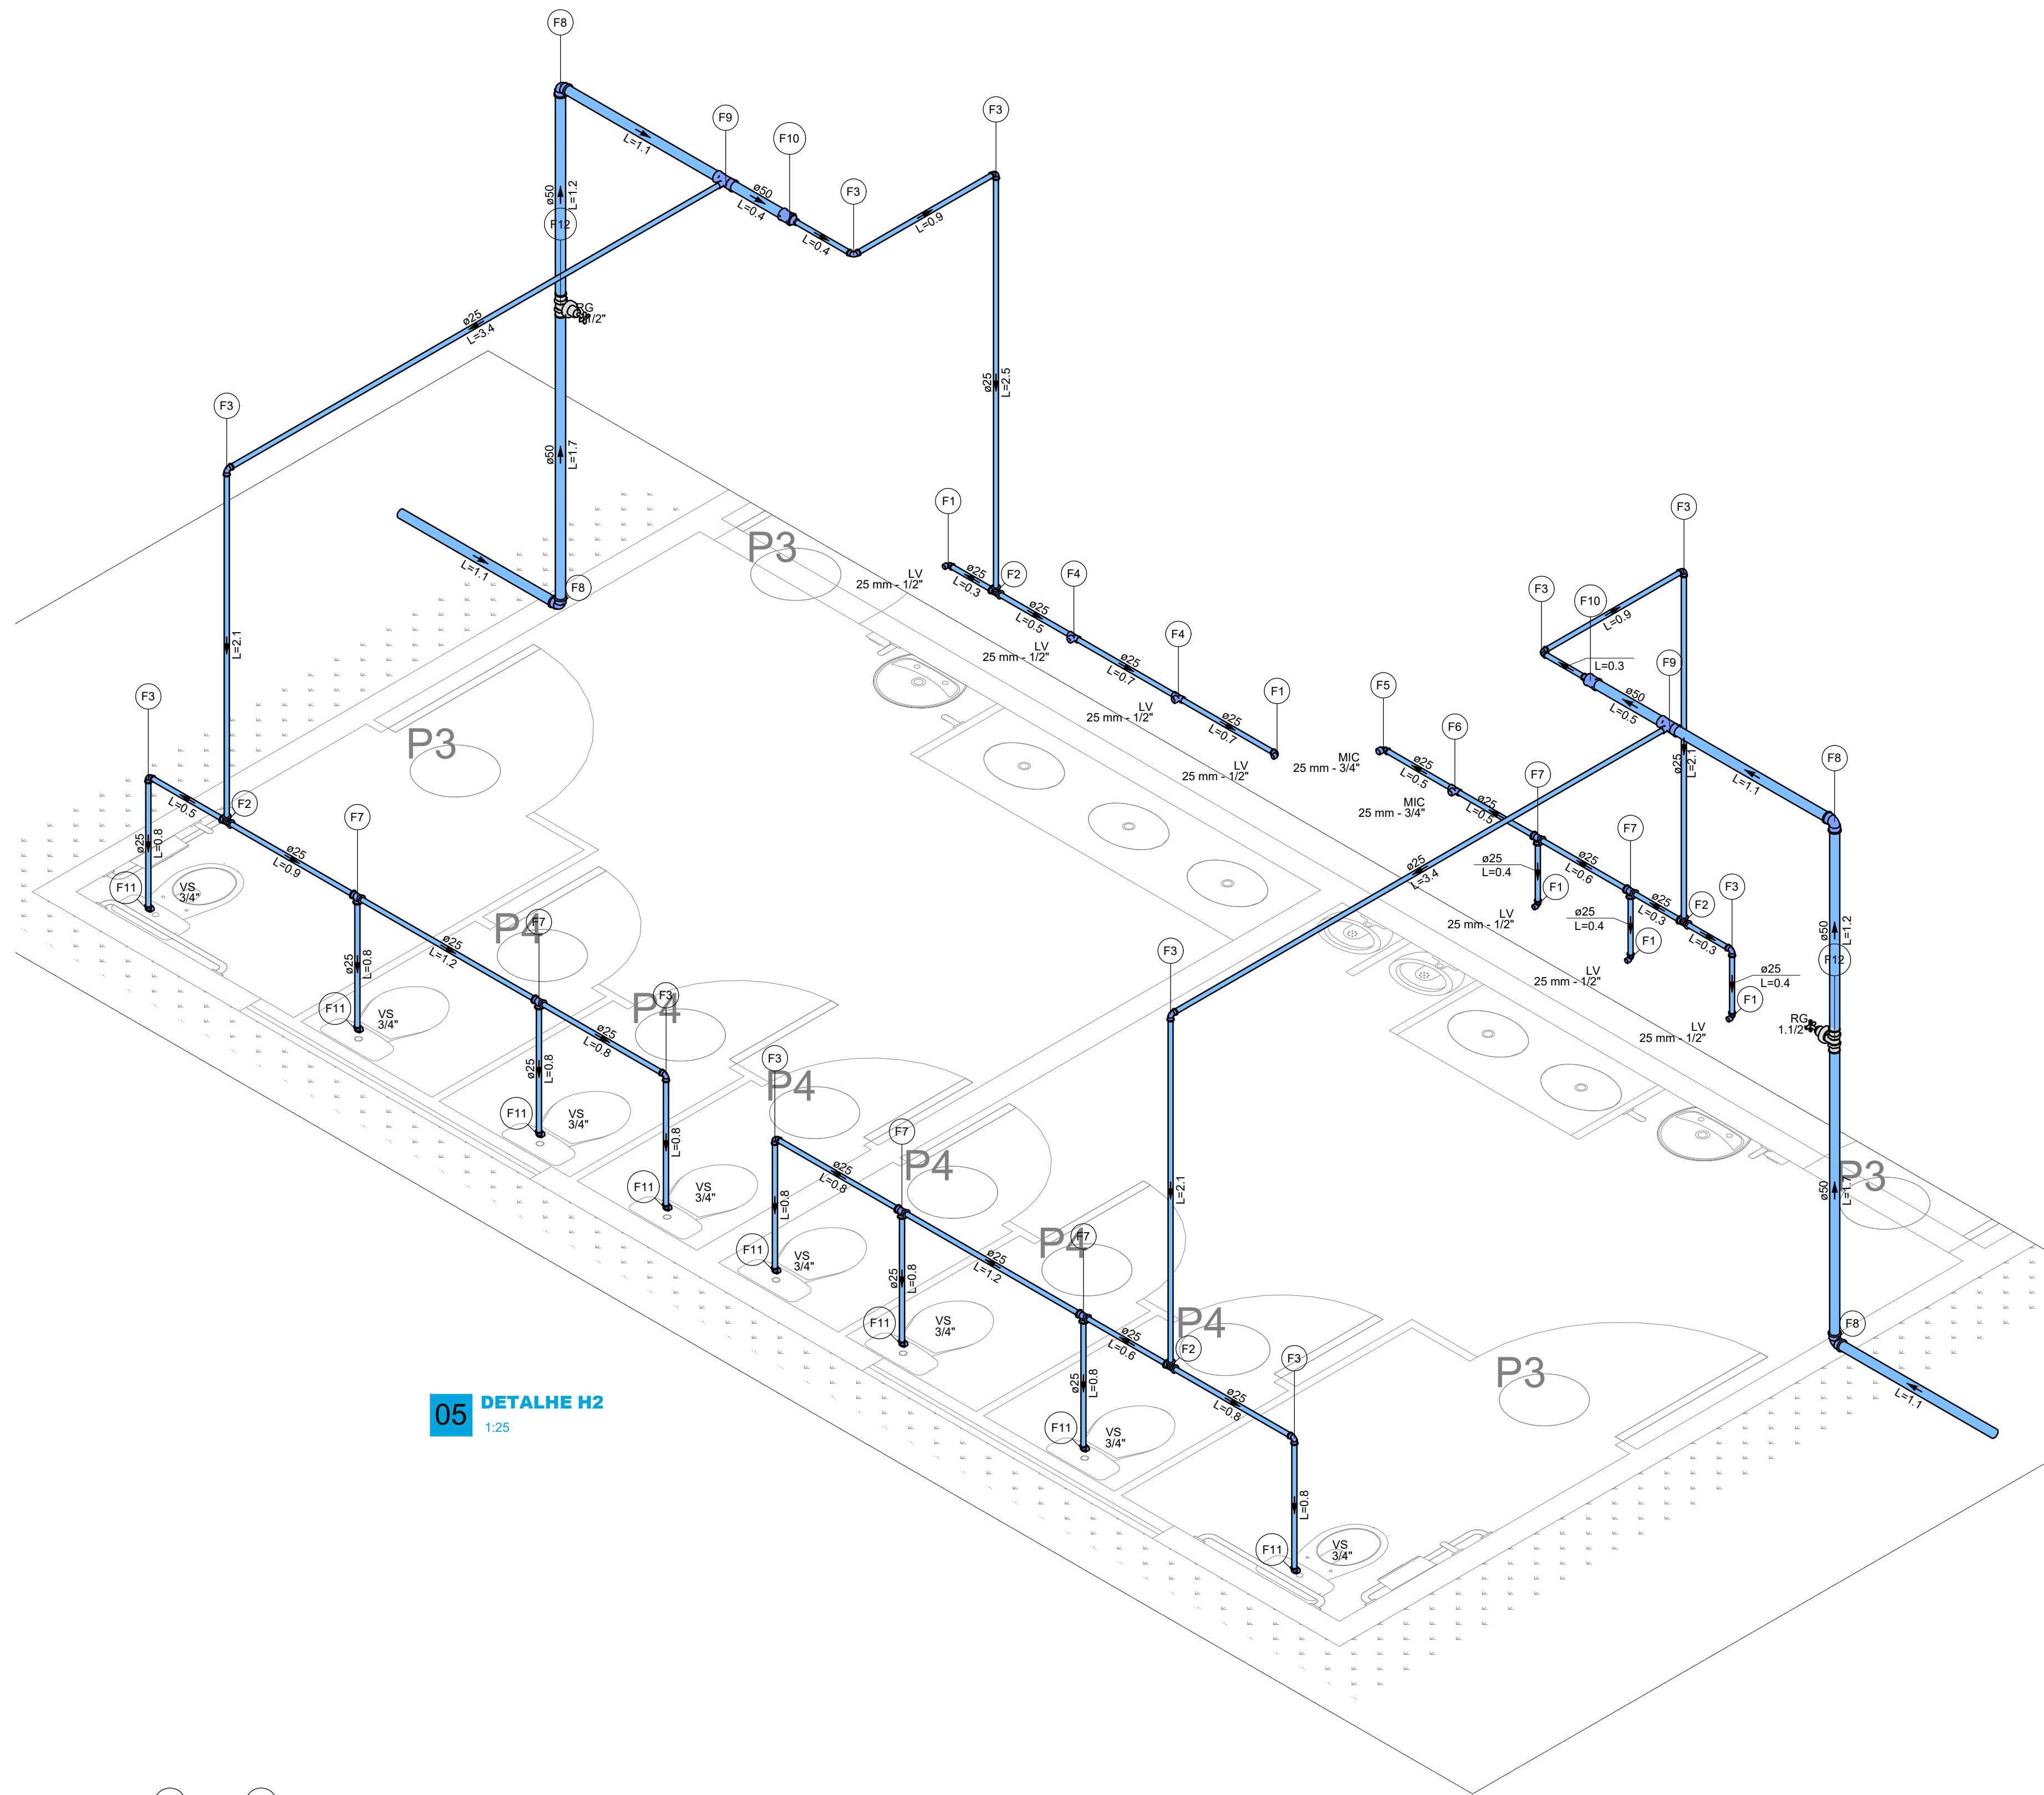 F8
F9
F10
F3
F3
L=1.1
ø50
L=0.4
L=0.4
L=0.9
ø50
L=1.2
F12
RG
ø25
L=3.4
ø25
L=2.5
F3
ø50
L=1.7
L=1.1
F8
L=2.1
F1
ø25
L=0.3
F2
LV
25 mm - 1/2"
ø25
L=0.5
F4
LV
25 mm - 1/2"
ø25
L=0.7
F4
LV
25 mm - 1/2"
ø25
L=0.7
F1
LV
25 mm - 1/2"
P3
P3
F3
L=0.5
F2
ø25
L=0.8
F11
VS
3/4"
ø25
L=0.9
F7
ø25
L=0.8
F11
VS
3/4"
P4
ø25
L=1.2
F7
ø25
L=0.8
F11
VS
3/4"
P4
ø25
L=0.8
F3
L=0.8
F11
VS
3/4"
F3
F3
F10
L=0.9
L=0.3
F9
ø50
L=0.5
ø25
L=2.1
L=1.1
F8
F5
MIC
25 mm - 3/4"
ø25
L=0.5
F6
MIC
25 mm - 3/4"
ø25
L=0.5
F7
ø25
L=0.4
F1
LV
25 mm - 1/2"
ø25
L=0.6
F7
ø25
L=0.4
F1
LV
25 mm - 1/2"
ø25
L=0.3
F2
L=0.3
F3
ø25
L=0.4
F1
LV
25 mm - 1/2"
ø25
L=3.4
ø50
L=1.2
F12
RG
1.1/2"
ø50
P3
F8
L=1.1
F3
L=2.1
F3
P4
L=0.8
F11
VS
3/4"
ø25
L=0.8
F7
P4
ø25
L=0.8
F11
VS
3/4"
ø25
L=1.2
F7
P4
ø25
L=0.8
F11
VS
3/4"
ø25
L=0.6
F2
P4
ø25
L=0.8
F3
P3
L=0.8
F11
VS
3/4"
05
DETALHE H2
1:25